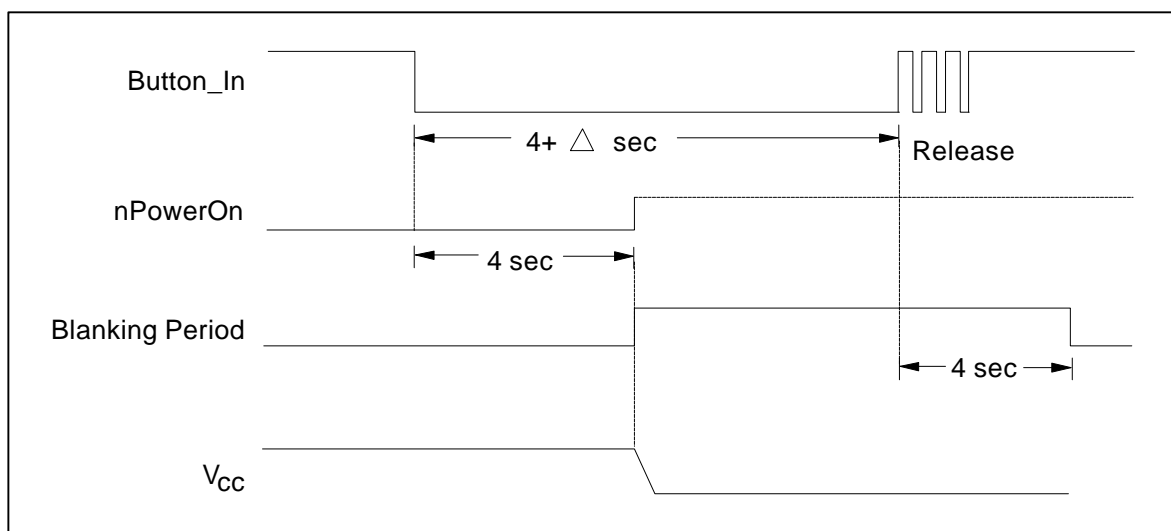 Button_In
4+ △ sec
Release
nPowerOn
4 sec
Blanking Period
4 sec
Vcc